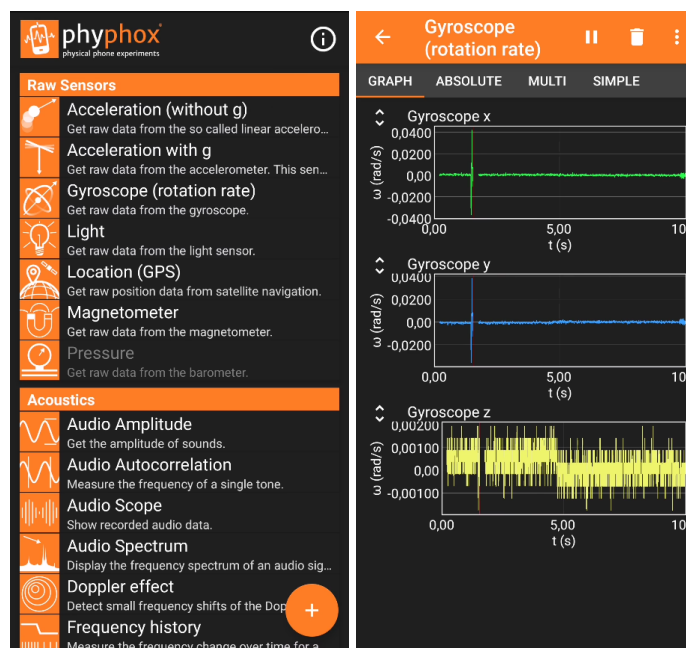 phyphox
physical phone experiments
Raw Sensors
Acceleration (without g)
Get raw data from the so called linear accelero...
Acceleration with g
Get raw data from the accelerometer. This sen...
Gyroscope (rotation rate)
Get raw data from the gyroscope.
Light
Get raw data from the light sensor.
Location (GPS)
Get raw position data from satellite navigation.
Magnetometer
Get raw data from the magnetometer.
Pressure
Get raw data from the barometer.
Acoustics
Audio Amplitude
Get the amplitude of sounds.
Audio Autocorrelation
Measure the frequency of a single tone.
Audio Scope
Show recorded audio data.
Audio Spectrum
Display the frequency spectrum of an audio sig...
Doppler effect
Detect small frequency shifts of the Dop
Frequency history
Measure the frequency change over time for a
Gyroscope
(rotation rate)
GRAPH ABSOLUTE MULTI SIMPLE
Gyroscope x
0,0400
0,0200
0,00
-0,0200
-0,0400
ω (rad/s)
0,00 5,00 10
t (s)
Gyroscope y
0,0400
0,0200
0,00
-0,0200
ω (rad/s)
0,00 5,00 10
t (s)
Gyroscope z
0,00200
0,00100
0,00
-0,00100
ω (rad/s)
0,00 5,00 10
t (s)